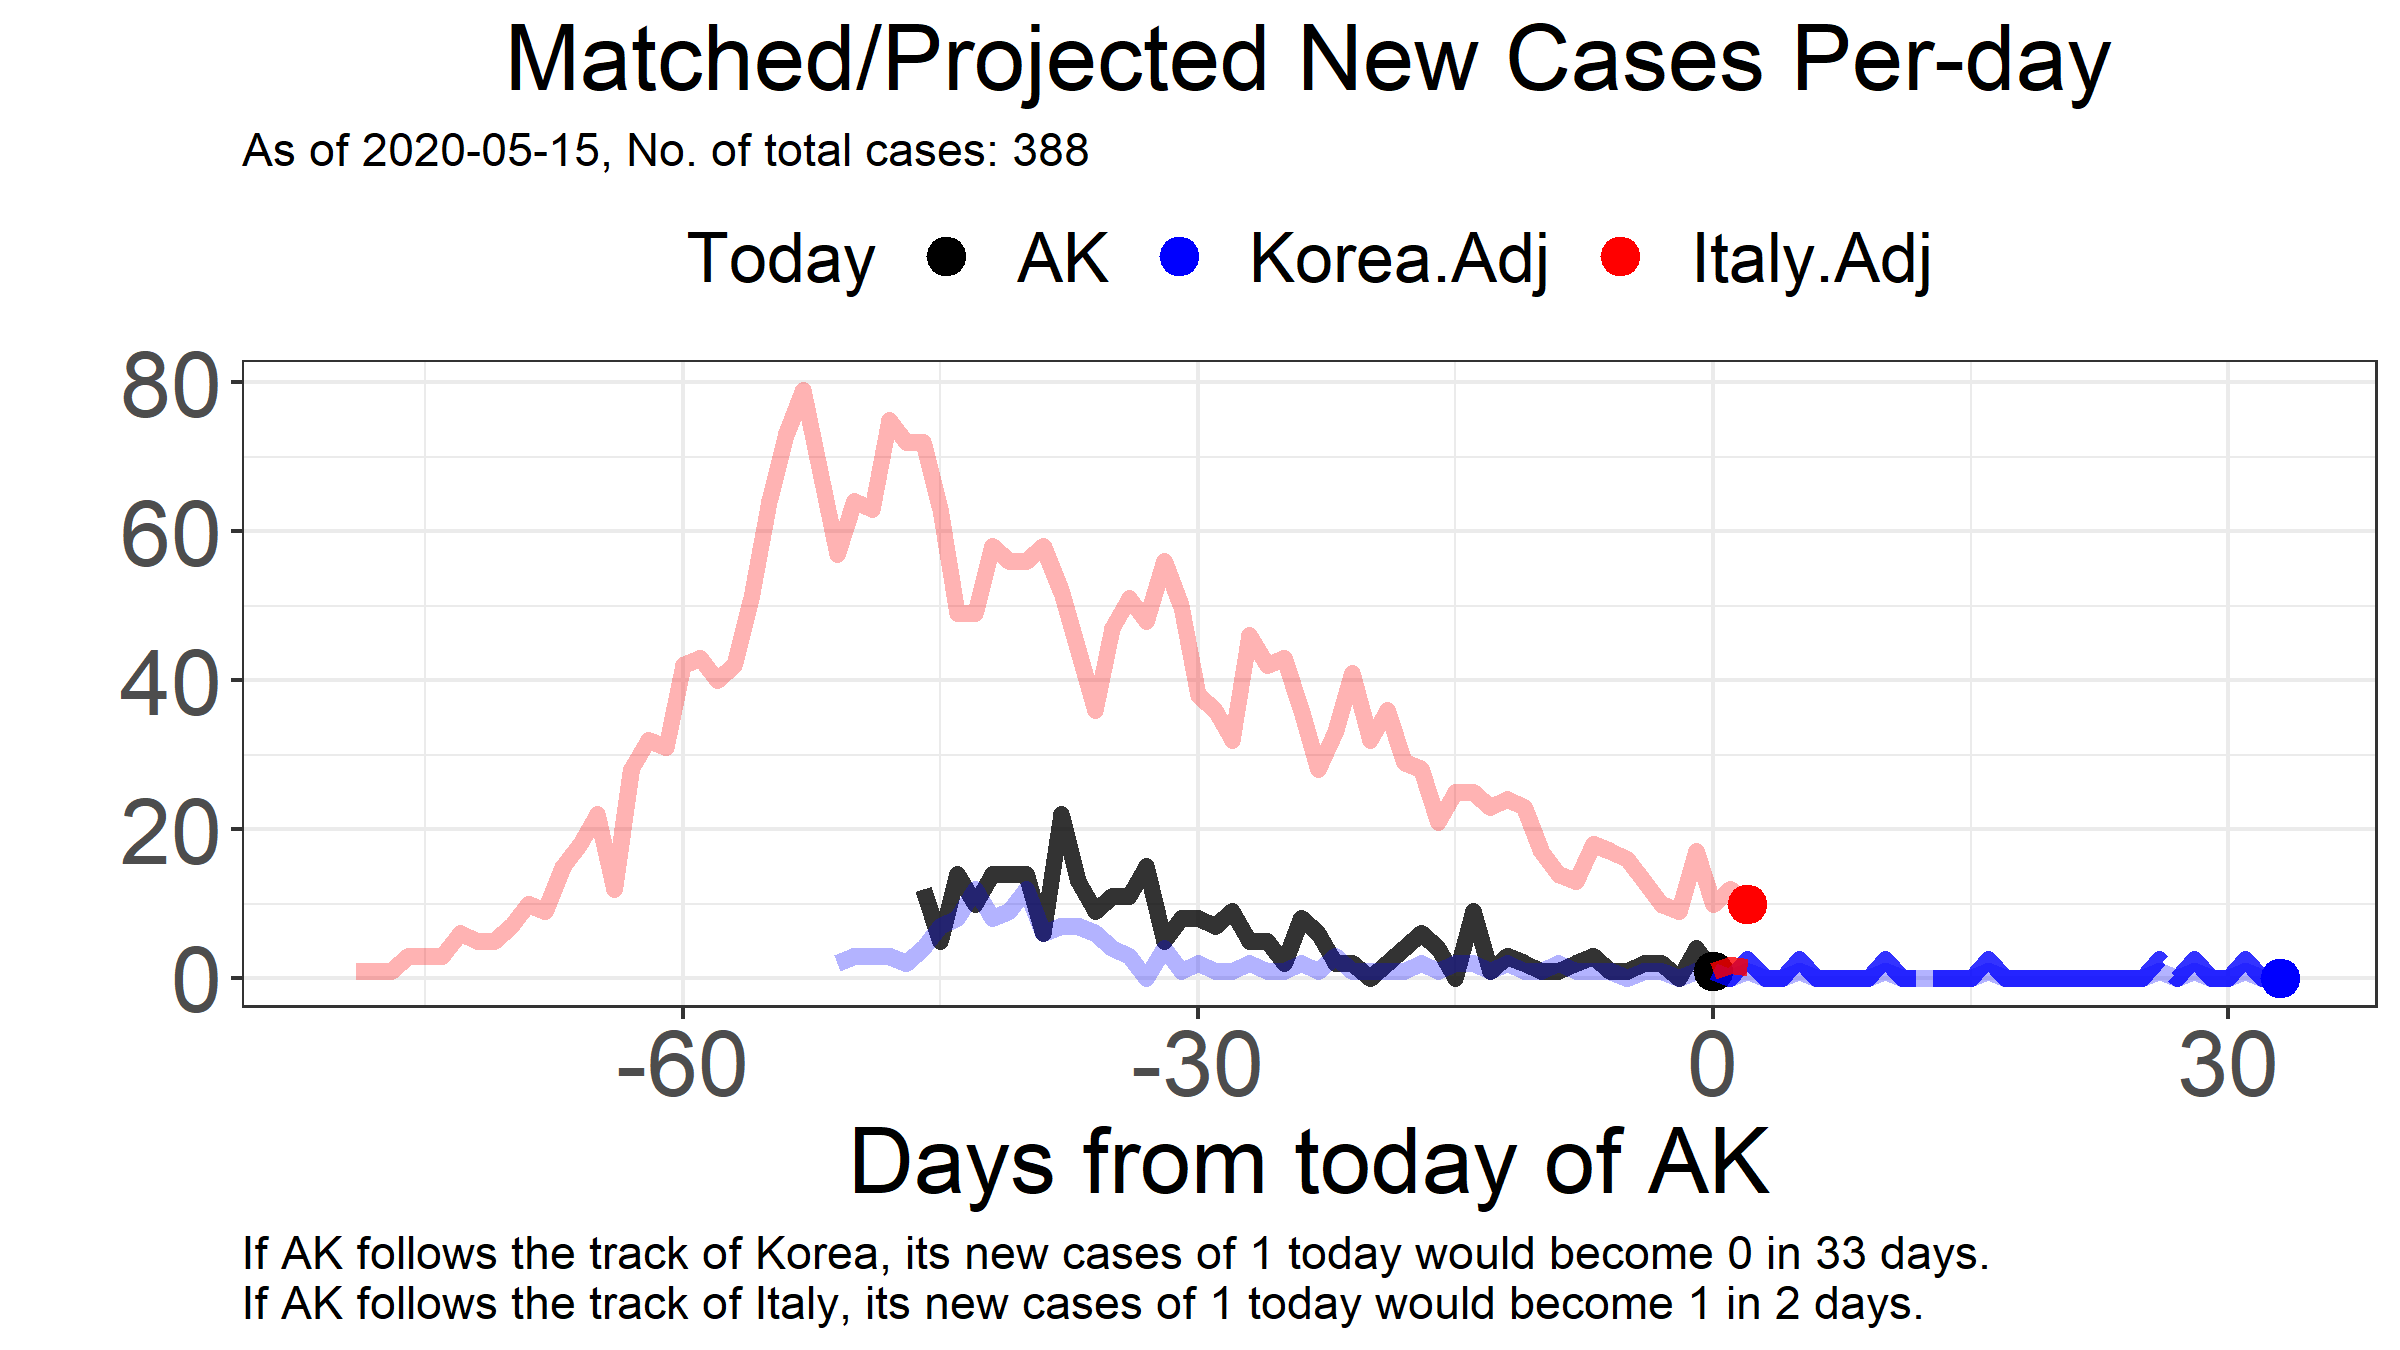 Matched/Projected New Cases Per-day
As of 2020-05-15, No. of total cases: 388
Today AK Korea.Adj Italy.Adj
80
60
40
20
0
-60 -30 0 30
Days from today of AK
If AK follows the track of Korea, its new cases of 1 today would become 0 in 33 days.
If AK follows the track of Italy, its new cases of 1 today would become 1 in 2 days.